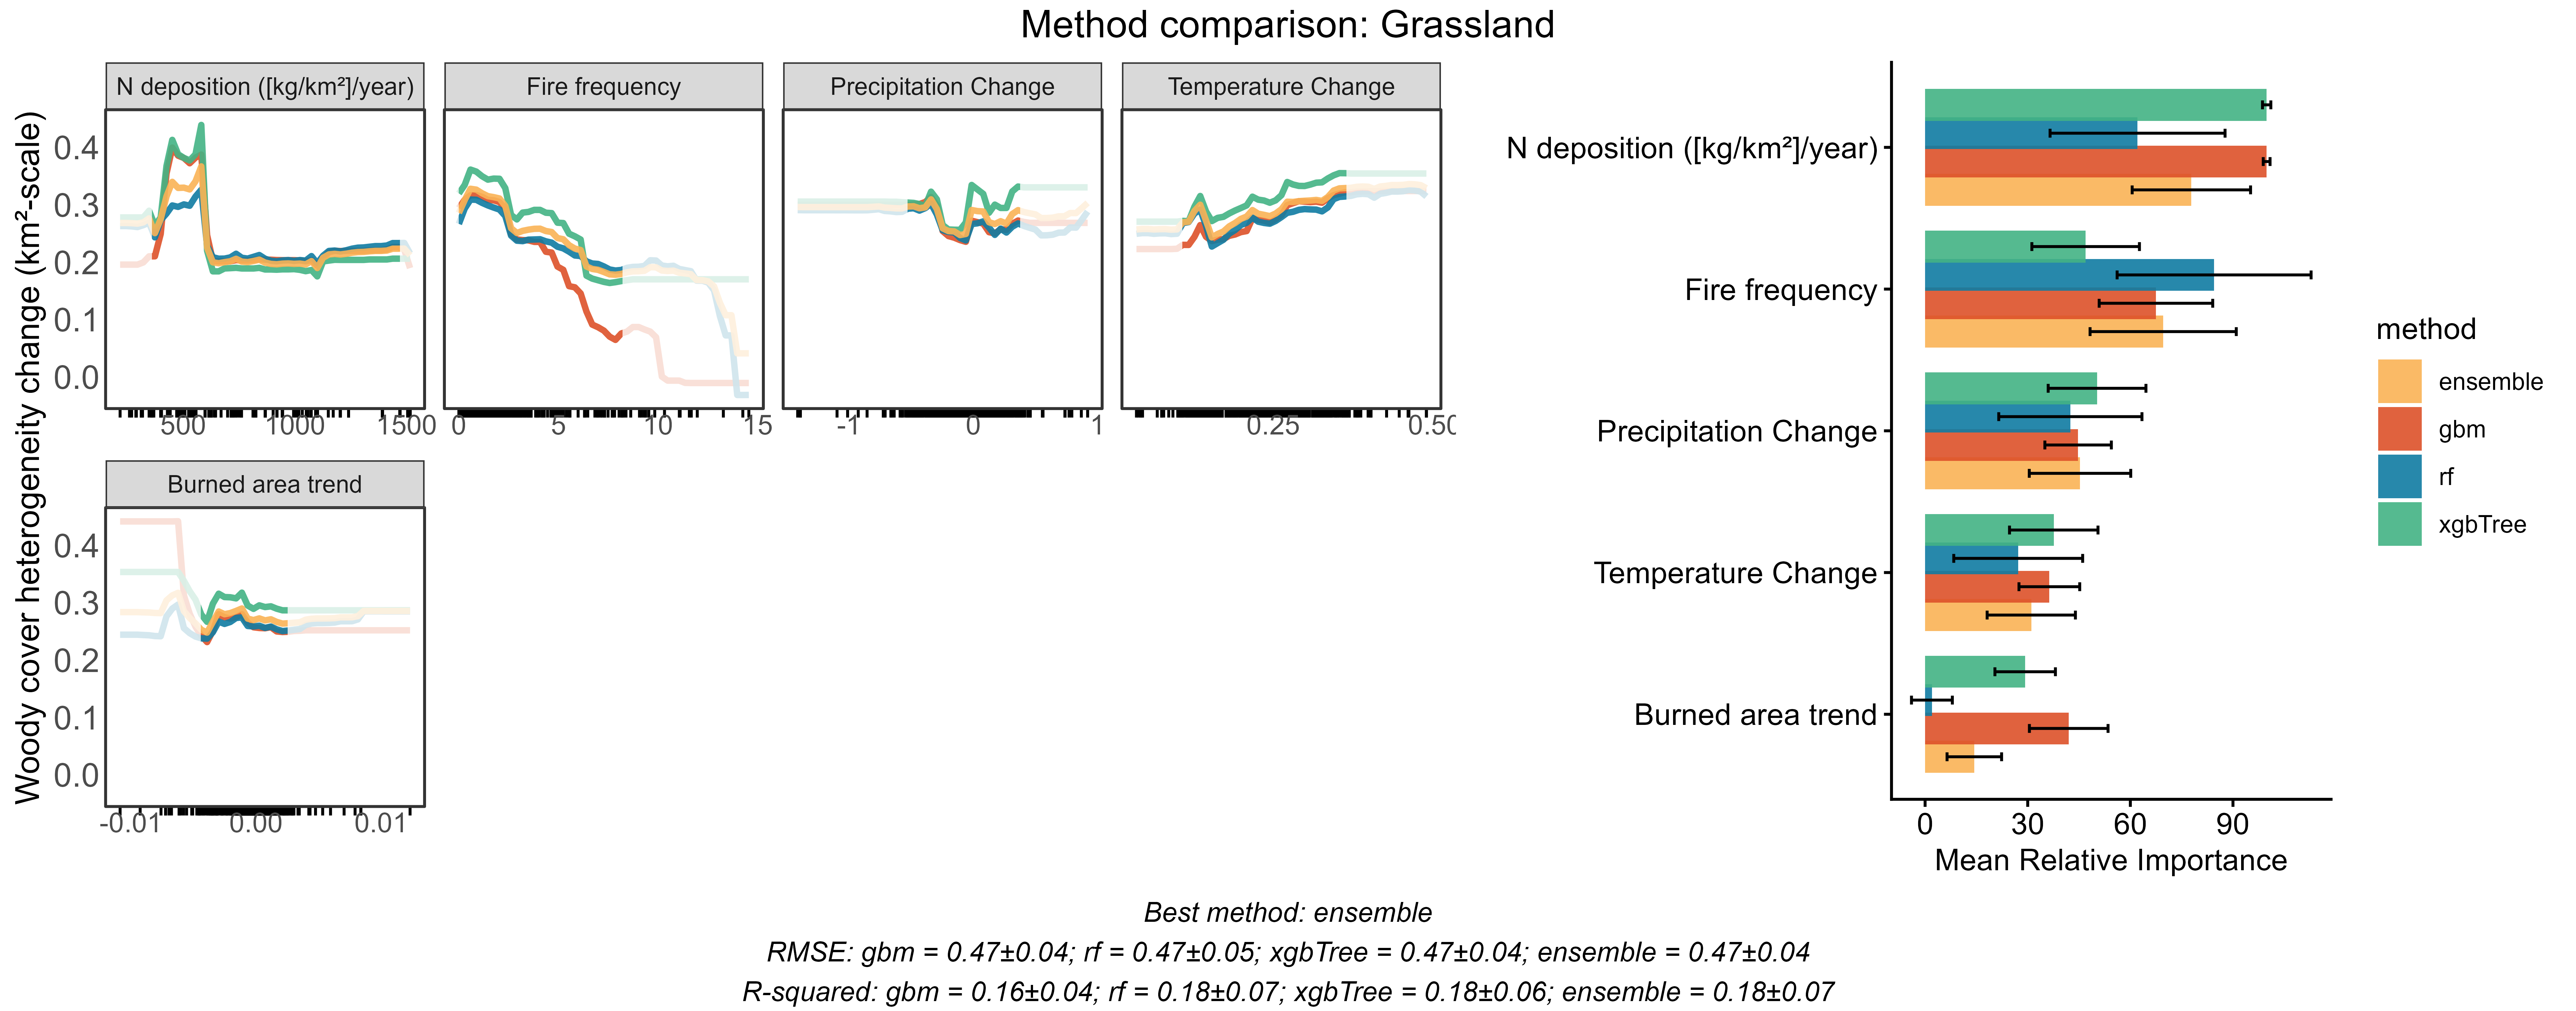 Method comparison: Grassland
N deposition ([kg/km²]/year)
Fire frequency
Precipitation Change
Temperature Change
Woody cover heterogeneity change (km²-scale)
0.4
0.3
0.2
0.1
0.0
500 1000 1500
0 5 10 15
-1 0 1
0.25
Burned area trend
0.4
0.3
0.2
0.1
0.0
-0.01 0.00 0.01
N deposition ([kg/km²]/year)
Fire frequency
Precipitation Change
Temperature Change
Burned area trend
0 30 60 90
Mean Relative Importance
method
ensemble
gbm
rf
xgbTree
Best method: ensemble
RMSE: gbm = 0.47±0.04; rf = 0.47±0.05; xgbTree = 0.47±0.04; ensemble = 0.47±0.04
R-squared: gbm = 0.16±0.04; rf = 0.18±0.07; xgbTree = 0.18±0.06; ensemble = 0.18±0.07